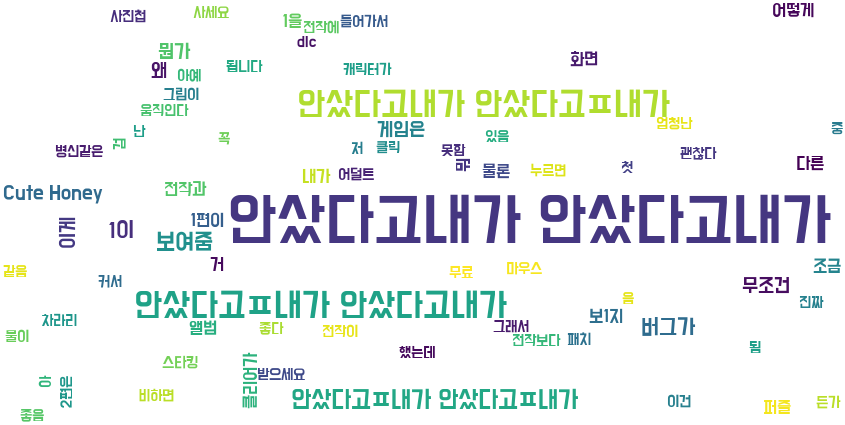 사진첩
사세요
1을
전작에
들어가서
어떻게
dlc
뭔가
왜
아예
됩니다
캐릭터가
화면
그림이
움직인다
안샀다고내가 안샀다고ㅍ내가
엄청난
난
꼭
게임은
있음
중
병신같은
저
클릭
못함
괜찮다
물론
누르면
첫
다른
내가
어덜트
Cute Honey
전작과
안샀다고내가 안샀다고내가
이게
1이
1편이
보여줌
거
같음
커서
무료
마우스
조금
무조건
진짜
안샀다고ㅍ내가 안샀다고내가
음
차라리
앨범
좋다
전작이
그래서
보1지
버그가
물이
전작보다
패치
됨
했는데
스타킹
클리어가
받으세요
아
2편은
비하면
안샀다고ㅍ내가 안샀다고ㅍ내가
이건
퍼즐
든가
좋음